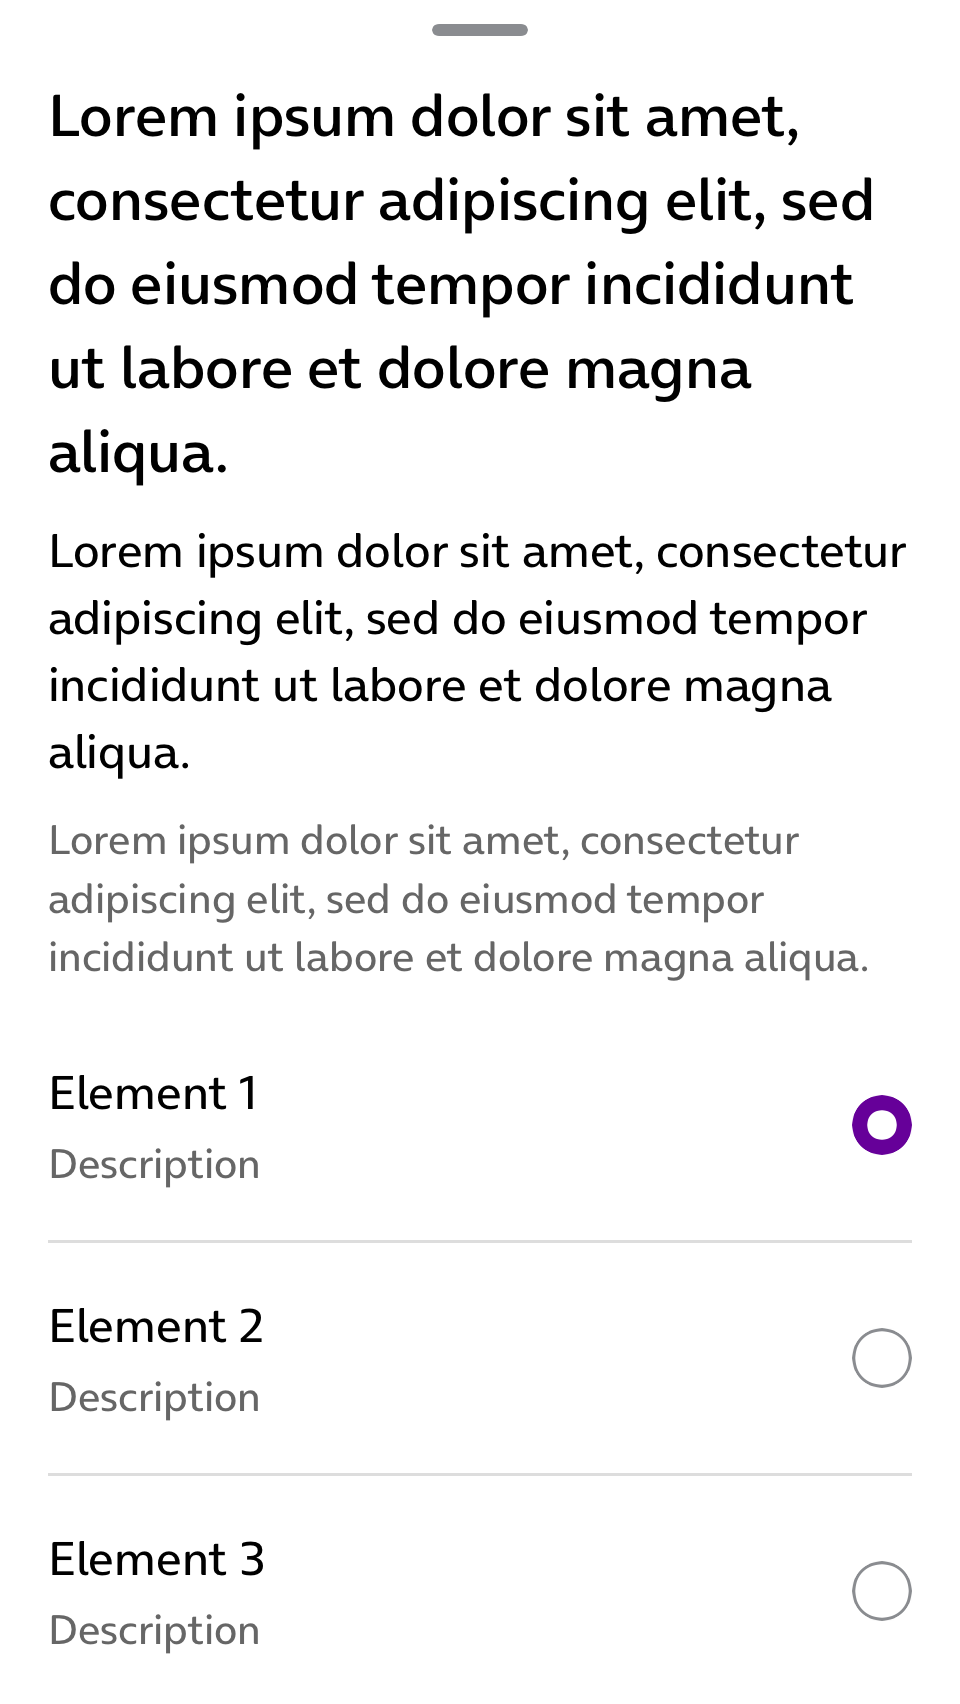 Lorem ipsum dolor sit amet,
consectetur adipiscing elit, sed
do eiusmod tempor incididunt
ut labore et dolore magna
aliqua.
Lorem ipsum dolor sit amet, consectetur
adipiscing elit, sed do eiusmod tempor
incididunt ut labore et dolore magna
aliqua.
Lorem ipsum dolor sit amet, consectetur
adipiscing elit, sed do eiusmod tempor
incididunt ut labore et dolore magna aliqua.
Element 1
Description
Element 2
Description
Element 3
Description